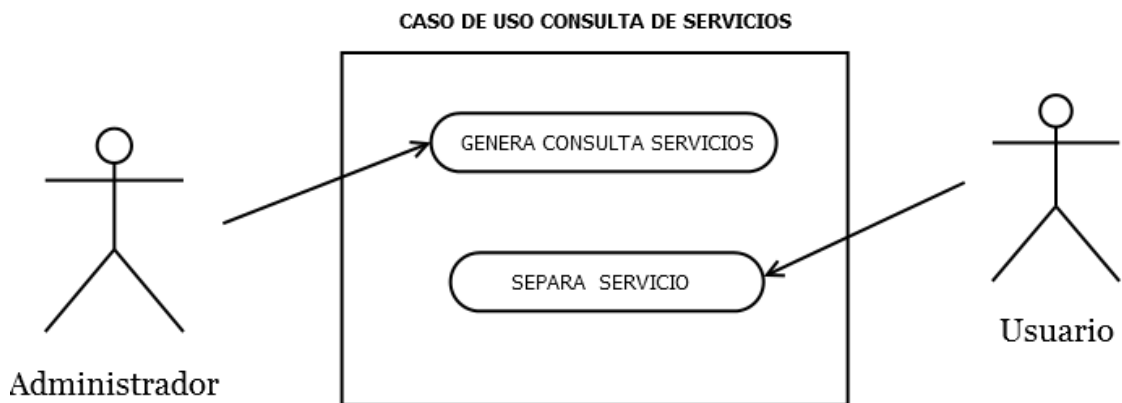 CASO DE USO CONSULTA DE SERVICIOS
GENERA CONSULTA SERVICIOS
SEPARA SERVICIO
Usuario
Administrador